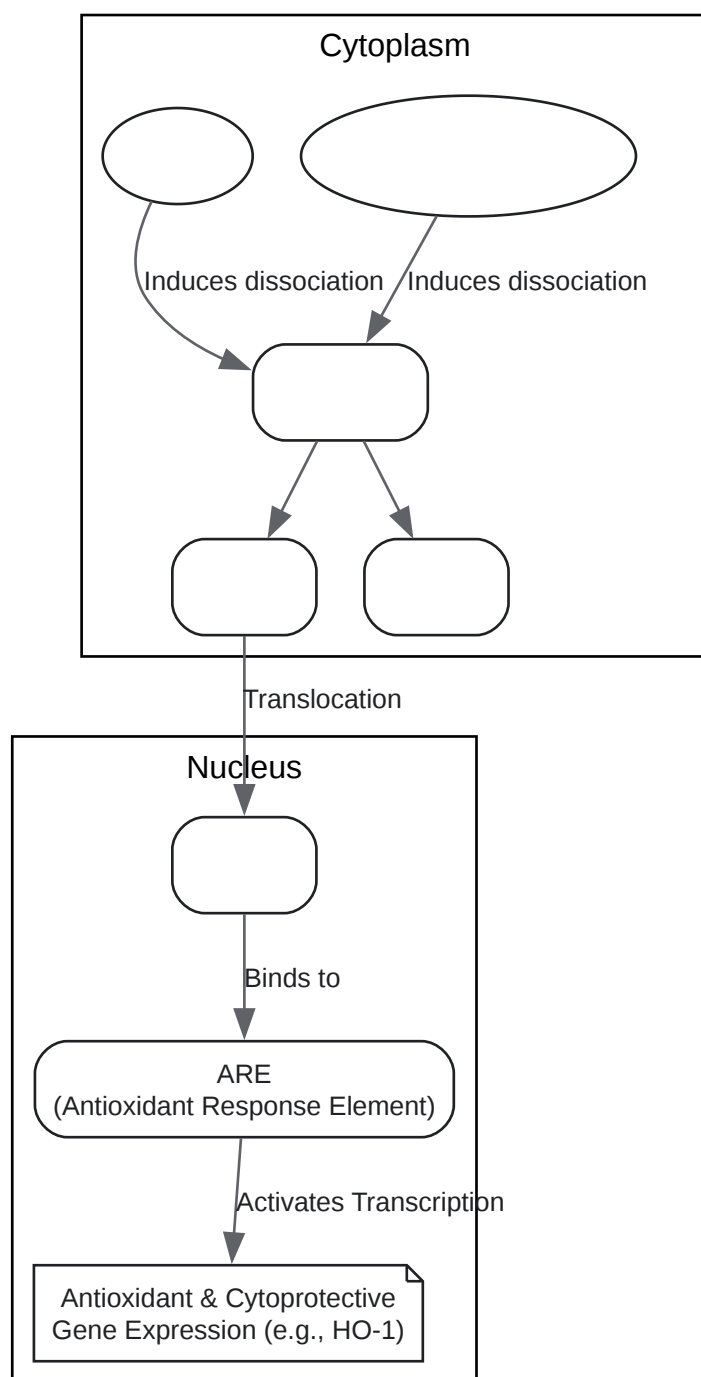 Cytoplasm
Induces dissociation
Induces dissociation
Translocation
Nucleus
Binds to
ARE
(Antioxidant Response Element)
Activates Transcription
Antioxidant & Cytoprotective
Gene Expression (e.g., HO-1)